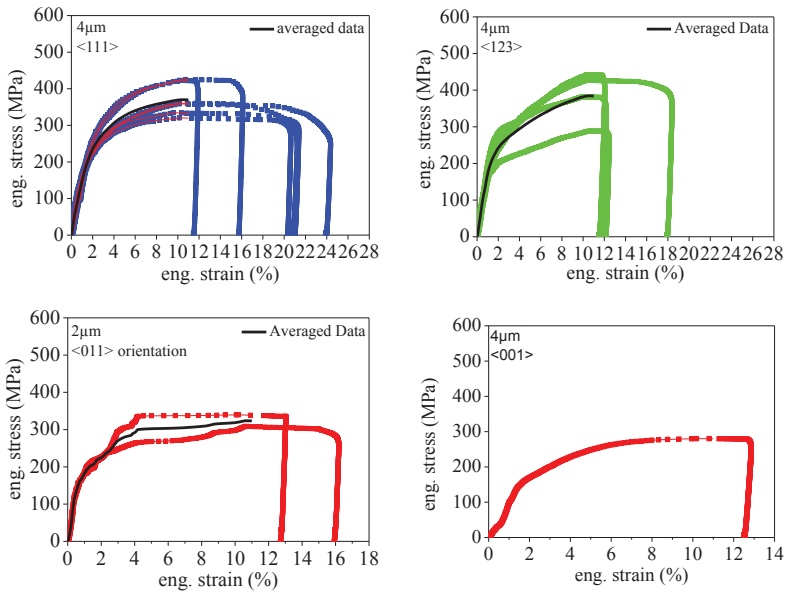 600
500
400
300
200
100
0
eng. stress (MPa)
4µm
<111>
averaged data
0 2 4 6 8 10 12 14 16 18 20 22 24 26 28
eng. strain (%)
600
500
400
300
200
100
0
eng. stress (MPa)
4µm
<123>
Averaged Data
0 2 4 6 8 10 12 14 16 18 20 22 24 26 28
eng. strain (%)
600
500
400
300
200
100
0
eng. stress (MPa)
2µm
<011> orientation
Averaged Data
0 2 4 6 8 10 12 14 16 18
eng. strain (%)
600
500
400
300
200
100
0
eng. stress (MPa)
4µm
<001>
0 2 4 6 8 10 12 14
eng. strain (%)